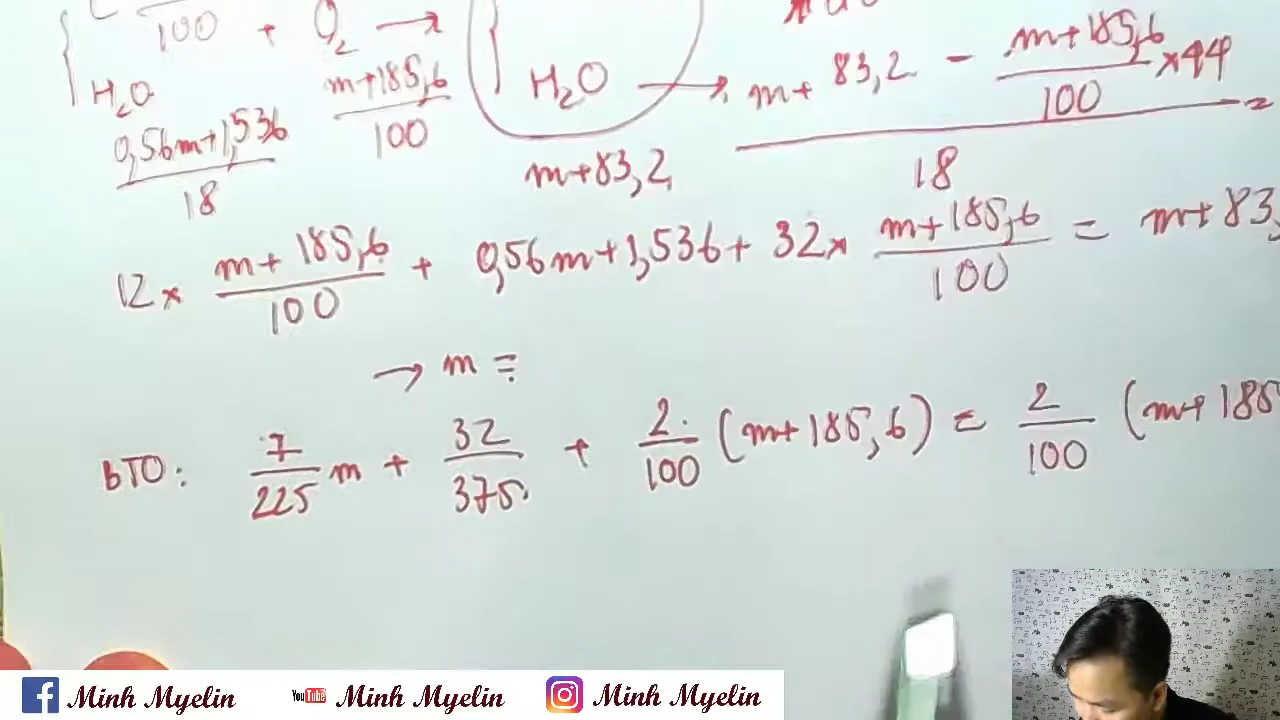 100 + O2 →
H2O
0,56m+1,536
18
m+185,6
100
H2O →
m+83,2
m+ 83,2 - m+185,6 ×44 =
100
18
12× m+185,6 + 0,56m+1,536+ 32× m+185,6 = m+83,
100 100
→ m =
bTO: 7 m + 32 + 2 (m+185,6) = 2 (m+185
225 375 100 100
Minh Myelin YouTube Minh Myelin Minh Myelin